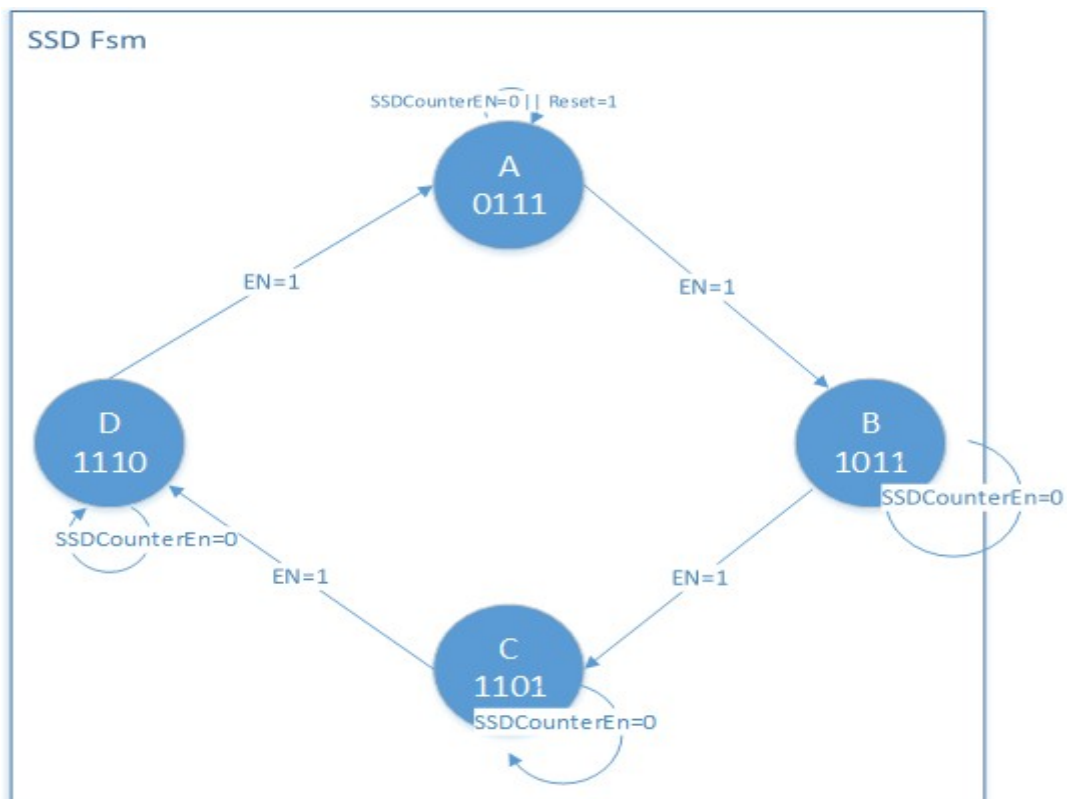 SSD Fsm
SSDCounterEN=0 || Reset=1
A
0111
EN=1
EN=1
D
1110
B
1011
SSDCounterEn=0
SSDCounterEn=0
EN=1
EN=1
C
1101
SSDCounterEn=0